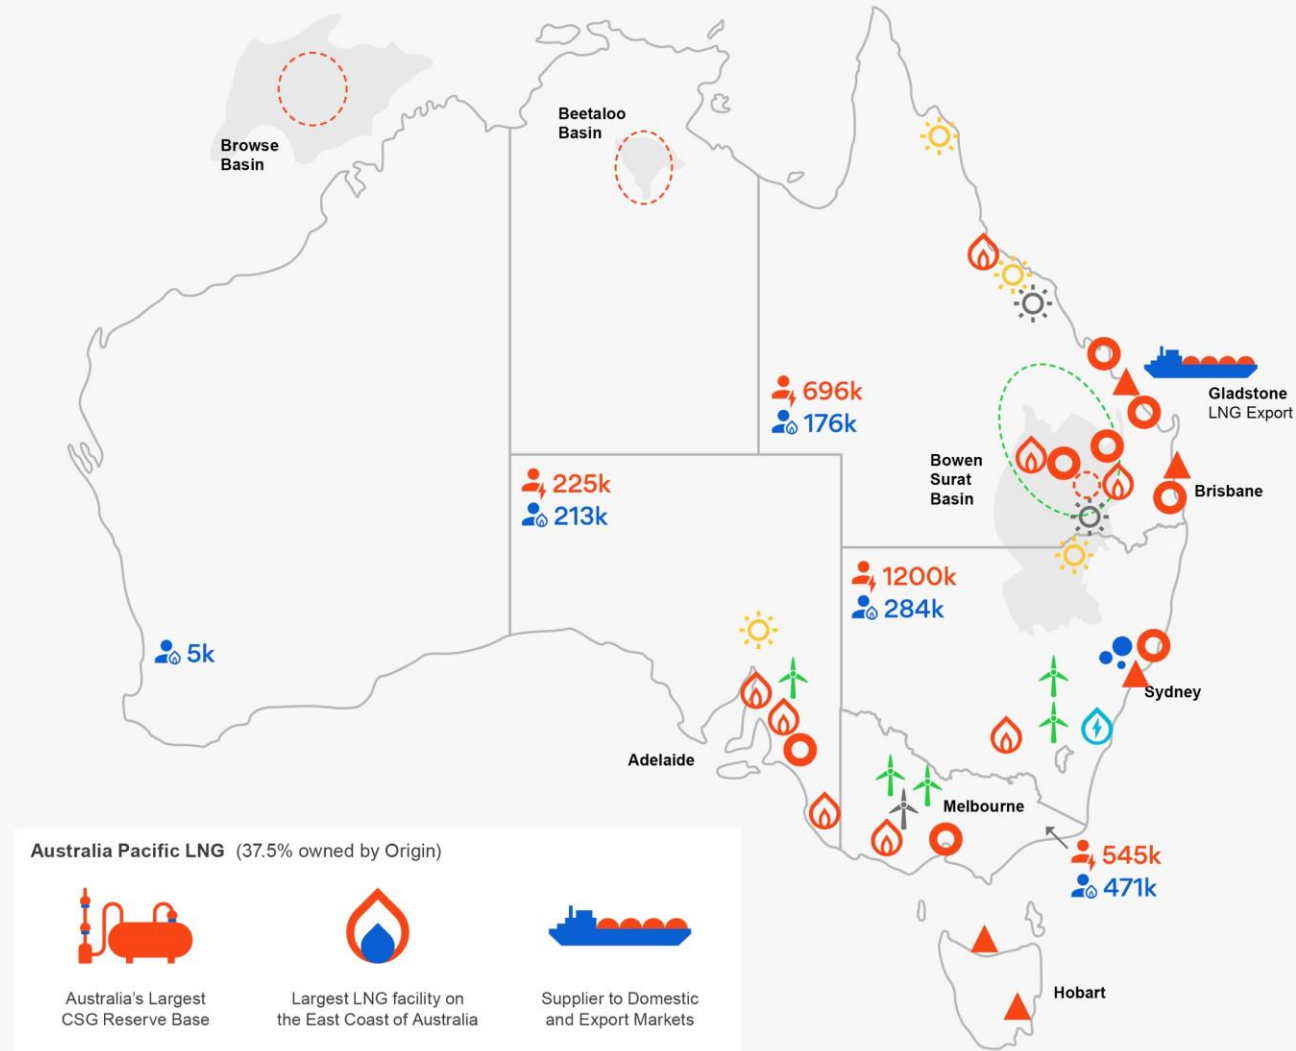 Browse
Basin
Beetaloo
Basin
696k
176k
Gladstone
LNG Export
225k
213k
Bowen
Surat
Basin
Brisbane
1200k
284k
5k
Sydney
Adelaide
Melbourne
545k
471k
Hobart
Australia Pacific LNG (37.5% owned by Origin)
Australia's Largest
CSG Reserve Base
Largest LNG facility on
the East Coast of Australia
Supplier to Domestic
and Export Markets